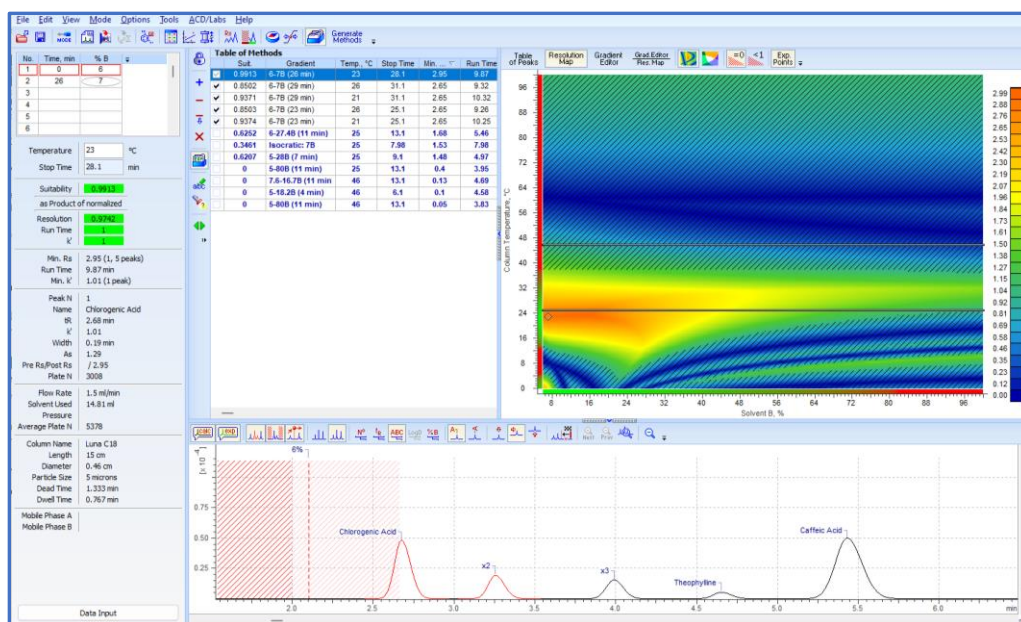 File Edit View Mode Options Tools ACD/Labs Help
MODE Generate Methods
No. Time, min % B
1 0 6
2 26 7
3
4
5
6
Temperature 23 °C
Stop Time 28.1 min
Suitability 0.9913
as Product of normalized
Resolution 0.9742
Run Time 1
k' 1
Min. Rs 2.95 (1, 5 peaks)
Run Time 9.87 min
Min. k' 1.01 (1 peak)
Peak N 1
Name Chlorogenic Acid
tR 2.68 min
k' 1.01
Width 0.19 min
As 1.29
Pre Rs/Post Rs / 2.95
Plate N 3008
Flow Rate 1.5 ml/min
Solvent Used 14.81 ml
Pressure
Average Plate N 5378
Column Name Luna C18
Length 15 cm
Diameter 0.46 cm
Particle Size 5 microns
Dead Time 1.333 min
Dwell Time 0.767 min
Mobile Phase A
Mobile Phase B
Data Input
Table of Methods
Suit. Gradient Temp., °C Stop Time Min. ... Run Time
0.9913 6-7B (26 min) 23 28.1 2.95 9.87
0.8502 6-7B (29 min) 26 31.1 2.65 9.32
0.9371 6-7B (29 min) 21 31.1 2.65 10.32
0.8503 6-7B (23 min) 26 25.1 2.65 9.26
0.9374 6-7B (23 min) 21 25.1 2.65 10.25
0.6252 6-27.4B (11 min) 25 13.1 1.68 5.46
0.3461 Isocratic: 7B 25 7.98 1.53 7.98
0.6207 5-28B (7 min) 25 9.1 1.48 4.97
0 5-80B (11 min) 25 13.1 0.4 3.95
0 7.6-16.7B (11 min 46 13.1 0.13 4.69
0 5-18.2B (4 min) 46 6.1 0.1 4.58
0 5-80B (11 min) 46 13.1 0.05 3.83
Table of Peaks Resolution Map Gradient Editor Grad.Editor Res.Map =0 <1 Exp. Points
Column Temperature, °C
96
88
80
72
64
56
48
40
32
24
16
8
0
8 16 24 32 40 48 56 64 72 80 88 96
Solvent B, %
2.99
2.88
2.76
2.65
2.53
2.42
2.30
2.19
2.07
1.96
1.84
1.73
1.61
1.50
1.38
1.27
1.15
1.04
0.92
0.81
0.69
0.58
0.46
0.35
0.23
0.12
0.00
ABC %B Next Prev
[x 10^-4]
6%
0.75
0.50
0.25
Chlorogenic Acid
x2
x3
Theophylline
Caffeic Acid
2.0 2.5 3.0 3.5 4.0 4.5 5.0 5.5 6.0 min